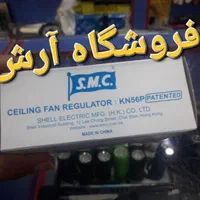 فروشگاه آرش
S.M.C.
CEILING FAN REGULATOR : KN56P PATENTED
SHELL ELECTRIC MFG. (H.K.) CO. LTD.
MADE IN CHINA